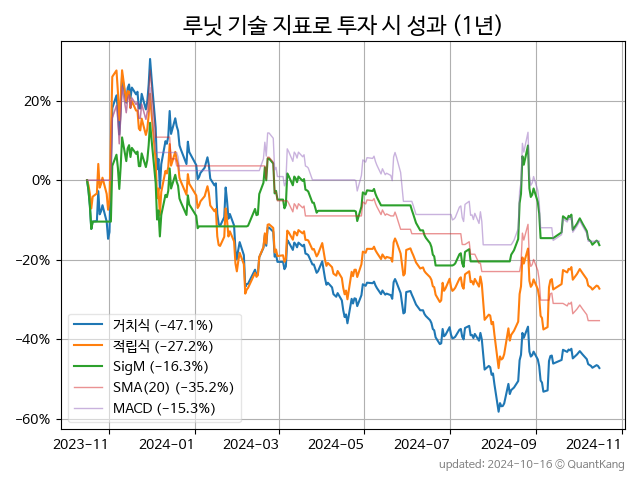 루닛 기술 지표로 투자 시 성과 (1년)
20%
0%
−20%
−40%
−60%
거치식 (−47.1%)
적립식 (−27.2%)
SigM (−16.3%)
SMA(20) (−35.2%)
MACD (−15.3%)
2023−11
2024−01
2024−03
2024−05
2024−07
2024−09
2024−11
updated: 2024-10-16 © QuantKang